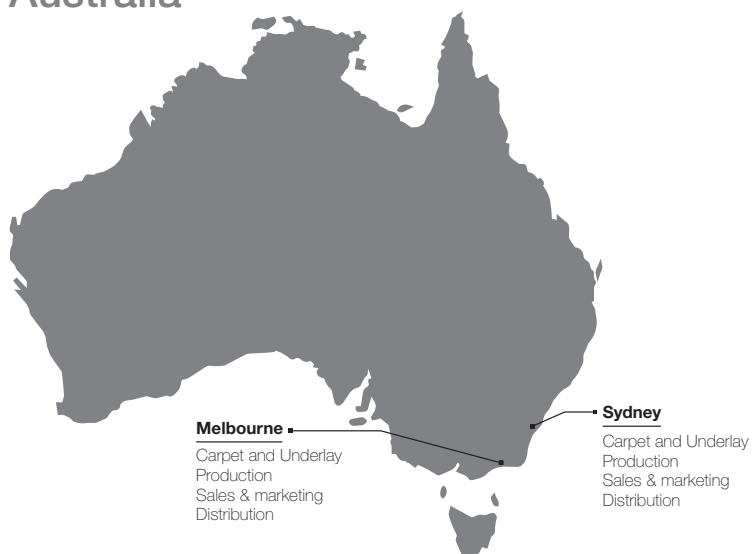 Australia
Melbourne
Carpet and Underlay
Production
Sales & marketing
Distribution
Sydney
Carpet and Underlay
Production
Sales & marketing
Distribution